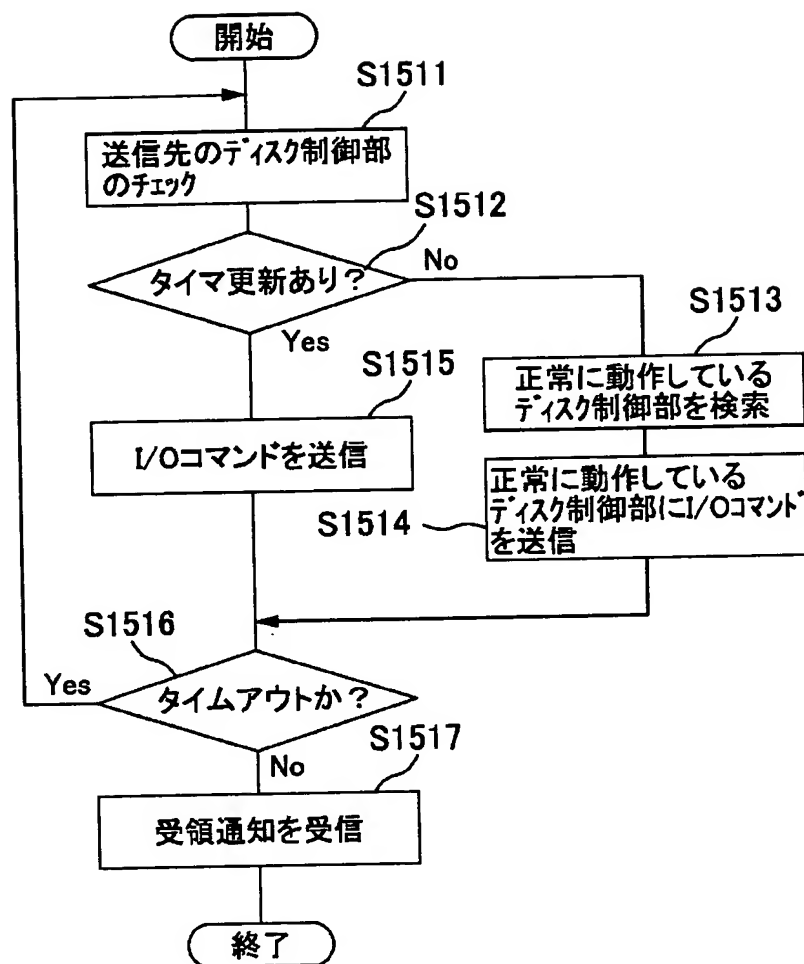 開始
S1511
送信先のディスク制御部
のチェック
S1512
タイマ更新あり?
No
Yes
S1513
正常に動作している
ディスク制御部を検索
S1515
I/Oコマンドを送信
正常に動作している
ディスク制御部にI/Oコマンド
を送信
S1514
S1516
Yes
タイムアウトか?
No
S1517
受領通知を受信
終了